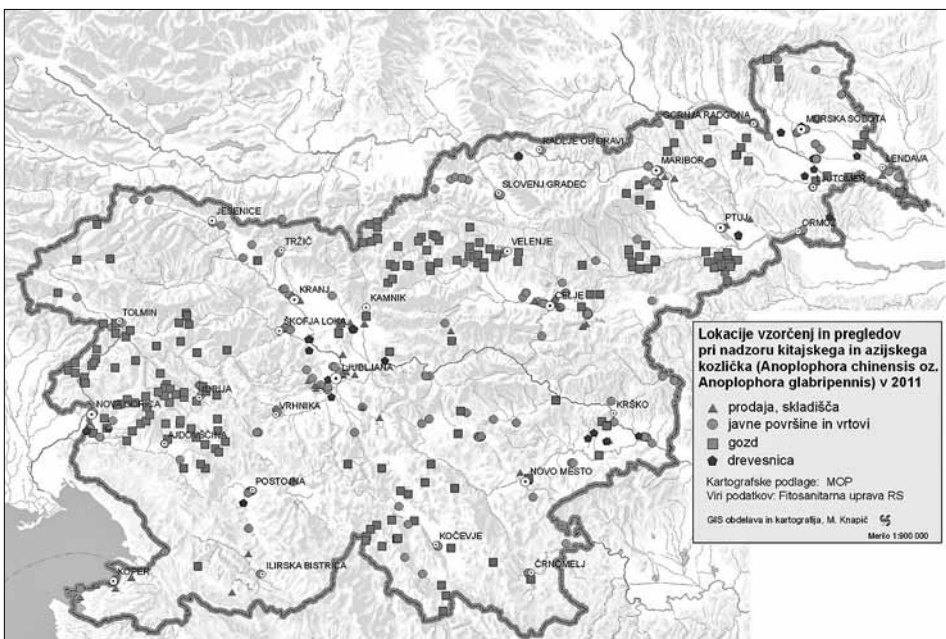 GORNJA RADGONA
MURSKA SOBOTA
RADLJE OB DRAVI
MARIBOR
LENDAVA
LJUTOMER
SLOVENJ GRADEC
JESENICE
PTUJ
ORMOŽ
TRŽIČ
VELENJE
KRANJ
KAMNIK
CELJE
TOLMIN
ŠKOFJA LOKA
LJUBLJANA
IDRIJA
NOVA GORICA
VRHNIKA
KRŠKO
AJDOVŠČINA
POSTOJNA
NOVO MESTO
KOČEVJE
KOPER
ILIRSKA BISTRICA
ČRNOMELJ
Lokacije vzorčenj in pregledov
pri nadzoru kitajskega in azijskega
kozlička (Anoplophora chinensis oz.
Anoplophora glabripennis) v 2011
prodaja, skladišča
javne površine in vrtovi
gozd
drevesnica
Kartografske podlage: MOP
Viri podatkov: Fitosanitarna uprava RS
GIS obdelava in kartografija, M. Knapič
Merilo 1:900 000